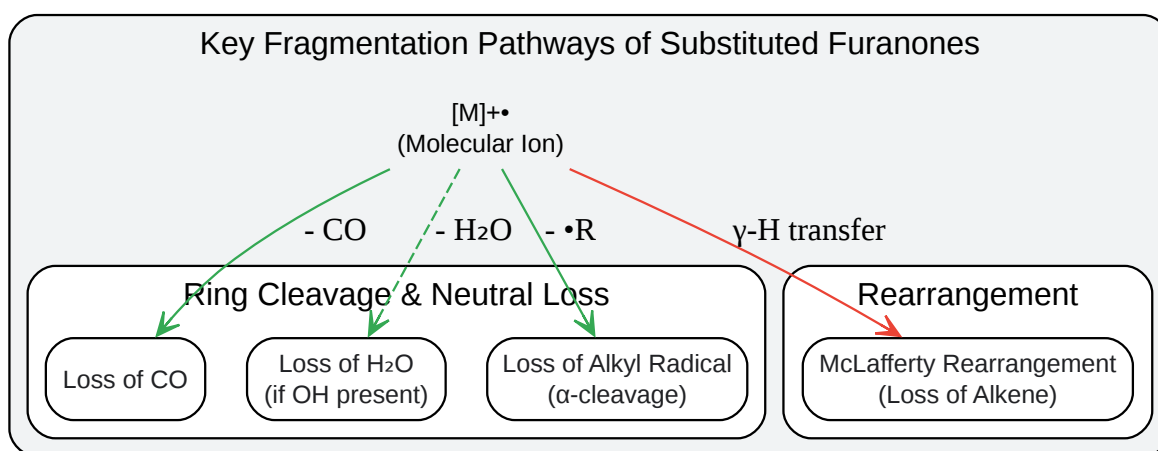 Key Fragmentation Pathways of Substituted Furanones
[M]+•
(Molecular Ion)
- CO
- H₂O
- •R
γ-H transfer
Ring Cleavage & Neutral Loss
Rearrangement
Loss of CO
Loss of H₂O
(if OH present)
Loss of Alkyl Radical
(α-cleavage)
McLafferty Rearrangement
(Loss of Alkene)